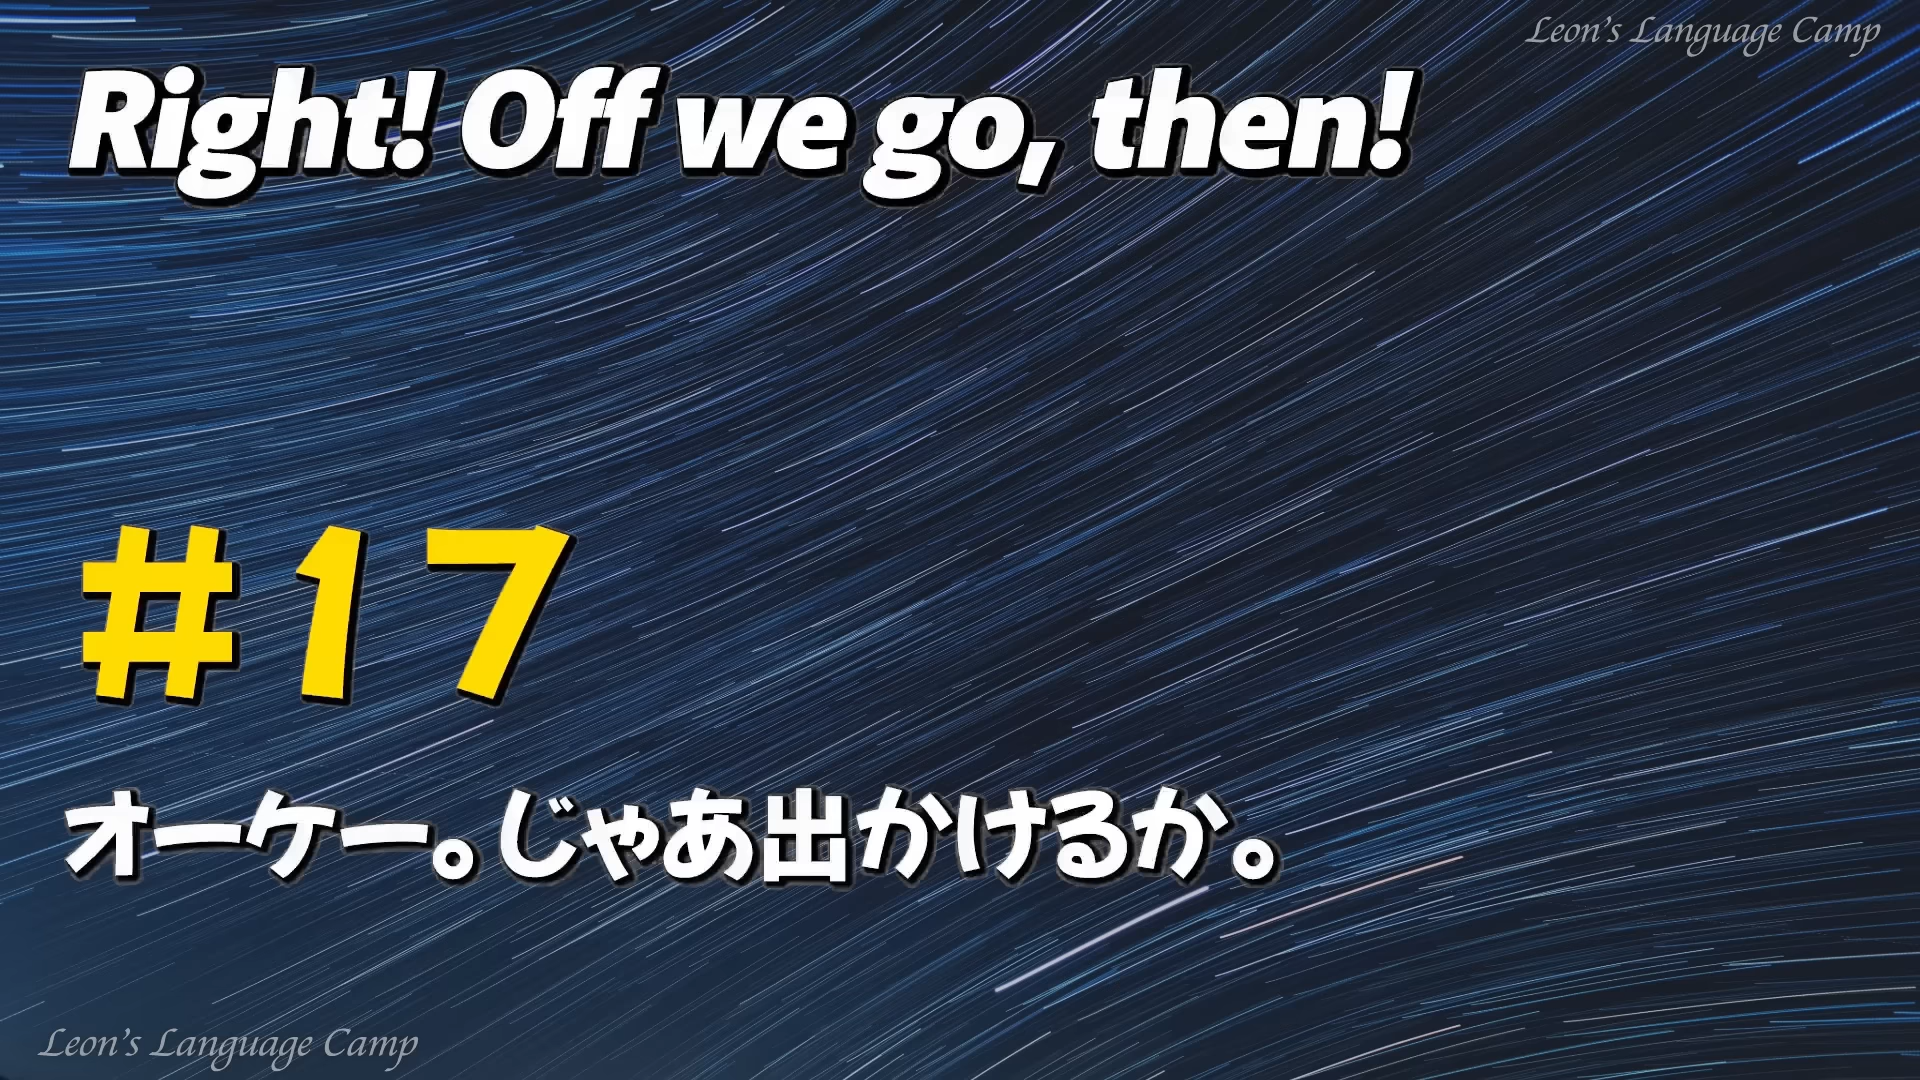 Leon's Language Camp
Right! Off we go, then!
#17
オーケー。じゃあ出かけるか。
Leon's Language Camp